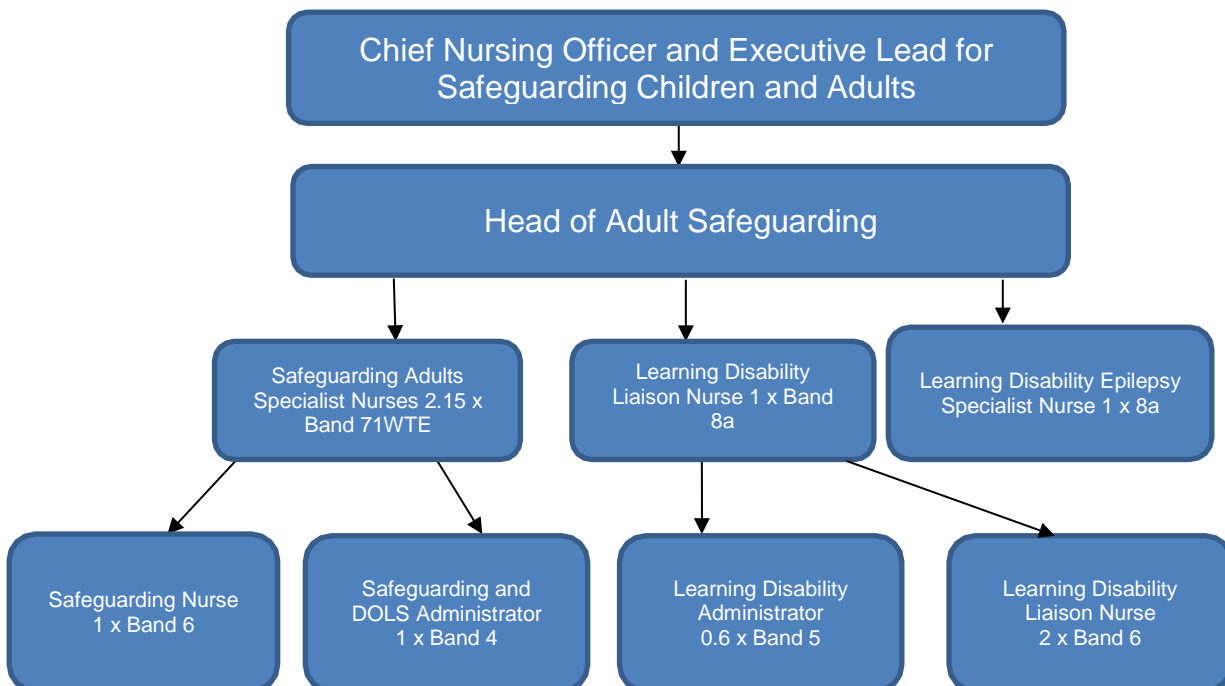 Chief Nursing Officer and Executive Lead for
Safeguarding Children and Adults
Head of Adult Safeguarding
Safeguarding Adults
Specialist Nurses 2.15 x
Band 71WTE
Learning Disability
Liaison Nurse 1 x Band
8a
Learning Disability Epilepsy
Specialist Nurse 1 x 8a
Safeguarding Nurse
1 x Band 6
Safeguarding and
DOLS Administrator
1 x Band 4
Learning Disability
Administrator
0.6 x Band 5
Learning Disability
Liaison Nurse
2 x Band 6